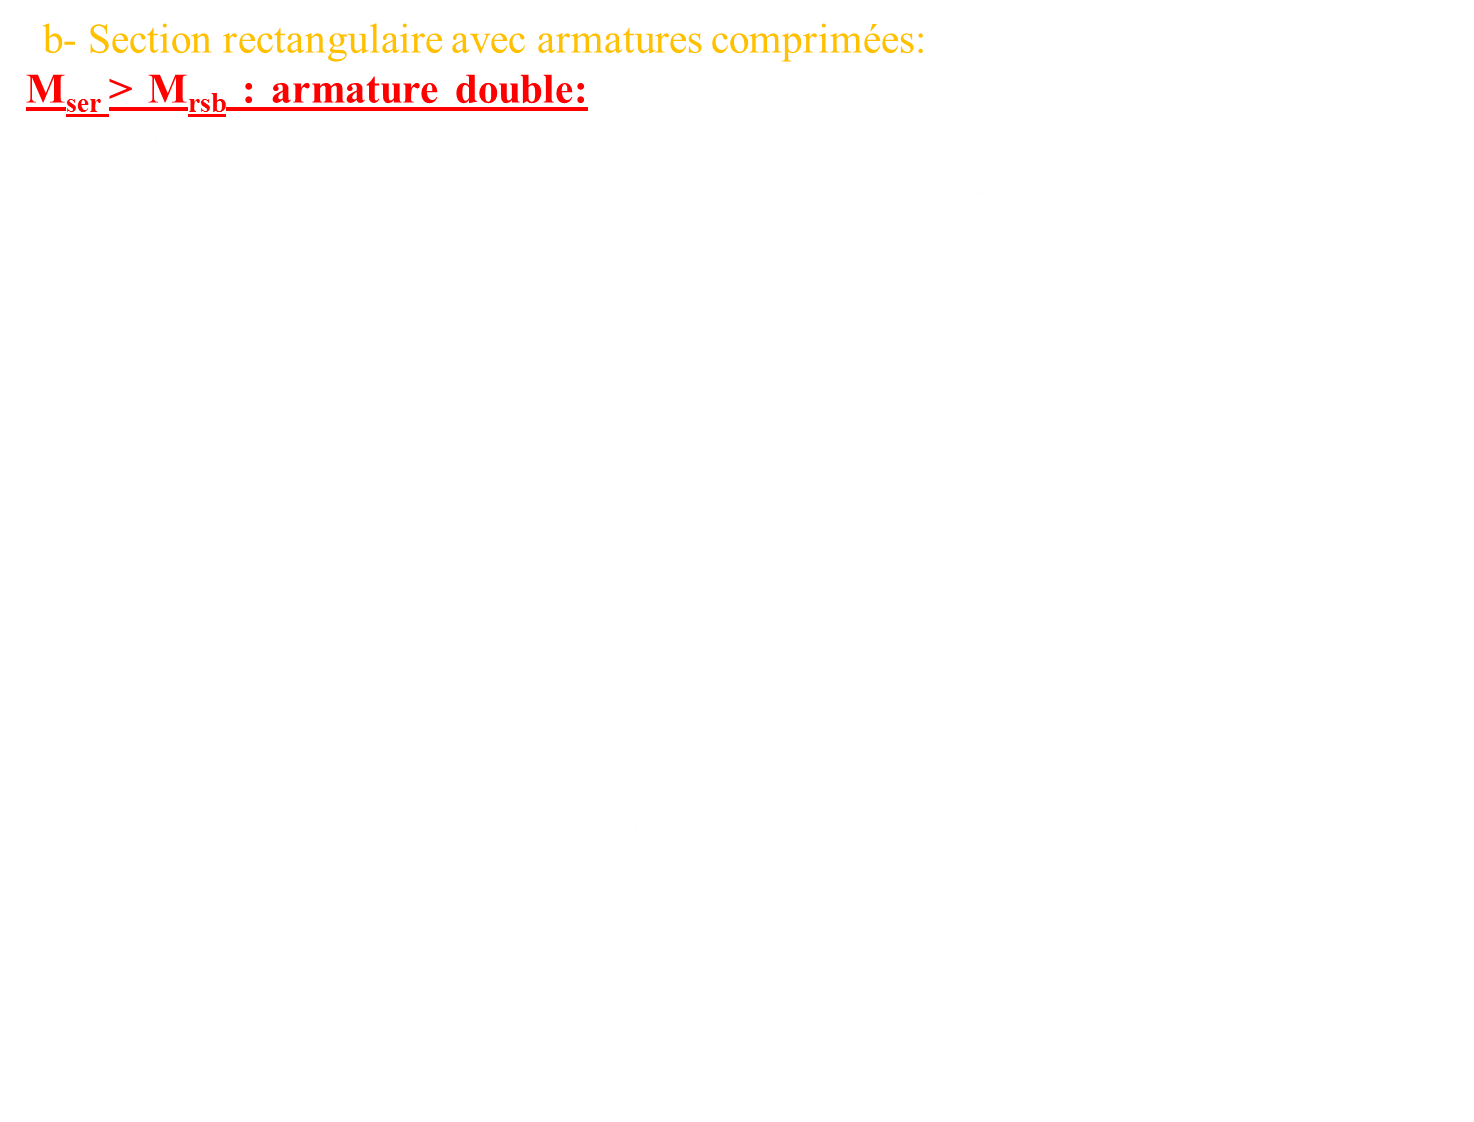 b- Section rectangulaire avec armatures comprimées:
Mser > Mrsb : armature double: